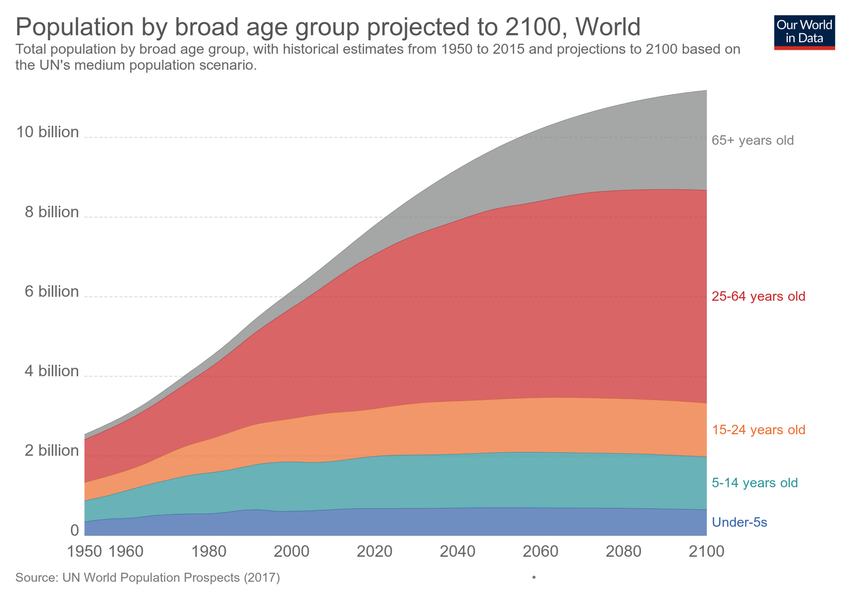 Population by broad age group projected to 2100, World
Our World
in Data
Total population by broad age group, with historical estimates from 1950 to 2015 and projections to 2100 based on
the UN's medium population scenario.
10 billion
65+ years old
8 billion
6 billion
25-64 years old
4 billion
15-24 years old
2 billion
5-14 years old
Under-5s
0
1950 1960 1980 2000 2020 2040 2060 2080 2100
Source: UN World Population Prospects (2017)